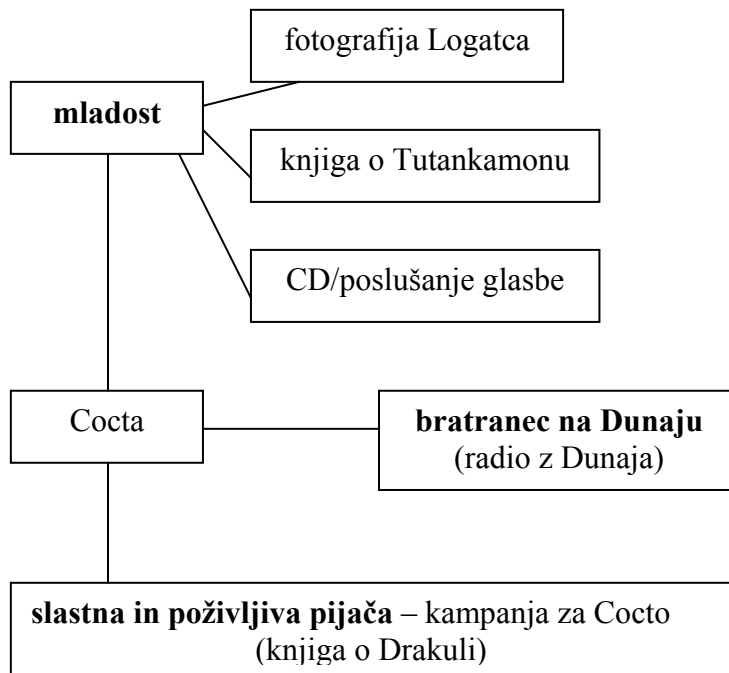 fotografija Logatca
mladost
knjiga o Tutankamonu
CD/poslušanje glasbe
Cocta
bratranec na Dunaju
(radio z Dunaja)
slastna in poživljiva pijača – kampanja za Cocto
(knjiga o Drakuli)